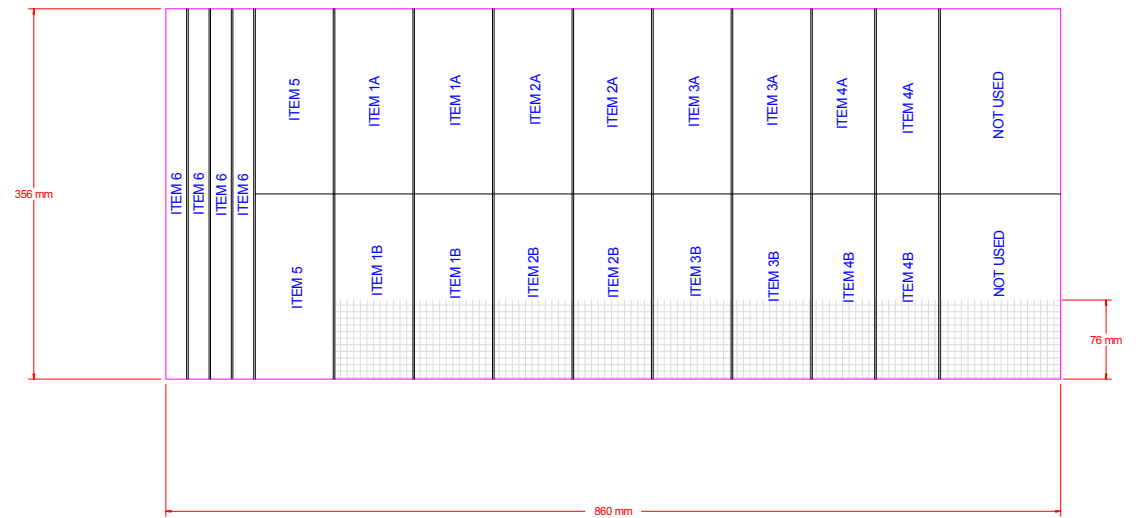 ITEM 5
ITEM 1A
ITEM 1A
ITEM 2A
ITEM 2A
ITEM 3A
ITEM 3A
ITEM 4A
ITEM 4A
NOT USED
356 mm
ITEM 6
ITEM 6
ITEM 6
ITEM 6
ITEM 5
ITEM 1B
ITEM 1B
ITEM 2B
ITEM 2B
ITEM 3B
ITEM 3B
ITEM 4B
ITEM 4B
NOT USED
76 mm
860 mm